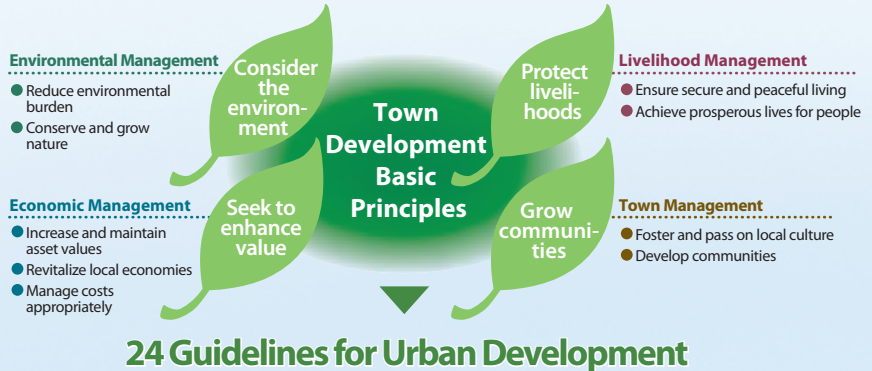 Environmental Management
Reduce environmental
burden
Conserve and grow
nature
Consider
the
environ-
ment
Town
Development
Basic
Principles
Protect
liveli-
hoods
Livelihood Management
Ensure secure and peaceful living
Achieve prosperous lives for people
Economic Management
Increase and maintain
asset values
Revitalize local economies
Manage costs
appropriately
Seek to
enhance
value
Grow
communi-
ties
Town Management
Foster and pass on local culture
Develop communities
24 Guidelines for Urban Development